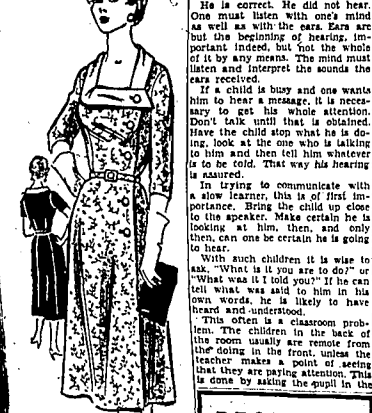 He is correct. He did not hear.
One must listen with one's mind
as well as with the ears. Ears are
but the beginning of hearing, im-
portant indeed, but not the whole
of it by any means. The mind must
listen and interpret the sounds the
ears received.
If a child is busy and one wants
him to hear a message, it is neces-
sary to get his whole attention.
Don't talk until that is obtained.
Have the child stop what he is do-
ing, look at the one who is talking
to him and then tell him whatever
is to be told. That way his hearing
is assured.
In trying to communicate with
a slow learner, this is of first im-
portance. Bring the child up close
to the speaker. Make certain he is
looking at him, then, and only
then, can one be certain he is going
to hear.
With such children it is wise to
ask, "What is it you are to do?" or
"What was it I told you?" If he can
tell what was said to him in his
own words, he is likely to have
heard and understood.
This often is a classroom prob-
lem. The children in the back of
the room usually are remote from
the doing in the front, unless the
teacher makes a point of seeing
that they are paying attention. This
is done by asking the pupil in the